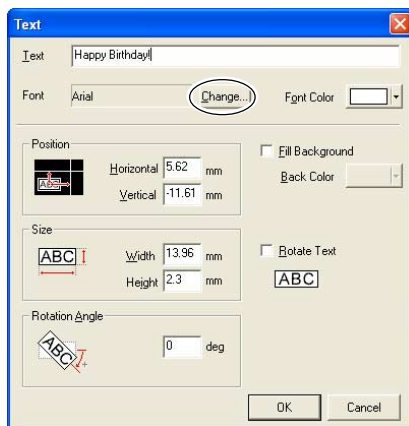 Text
Text Happy Birthday!
Font Arial Change... Font Color
Position
ABC
Horizontal 5.62 mm
Vertical -11.61 mm
Fill Background
Back Color
Size
ABC
Width 13.96 mm
Height 2.3 mm
Rotate Text
ABC
Rotation Angle
ABC
0 deg
OK Cancel